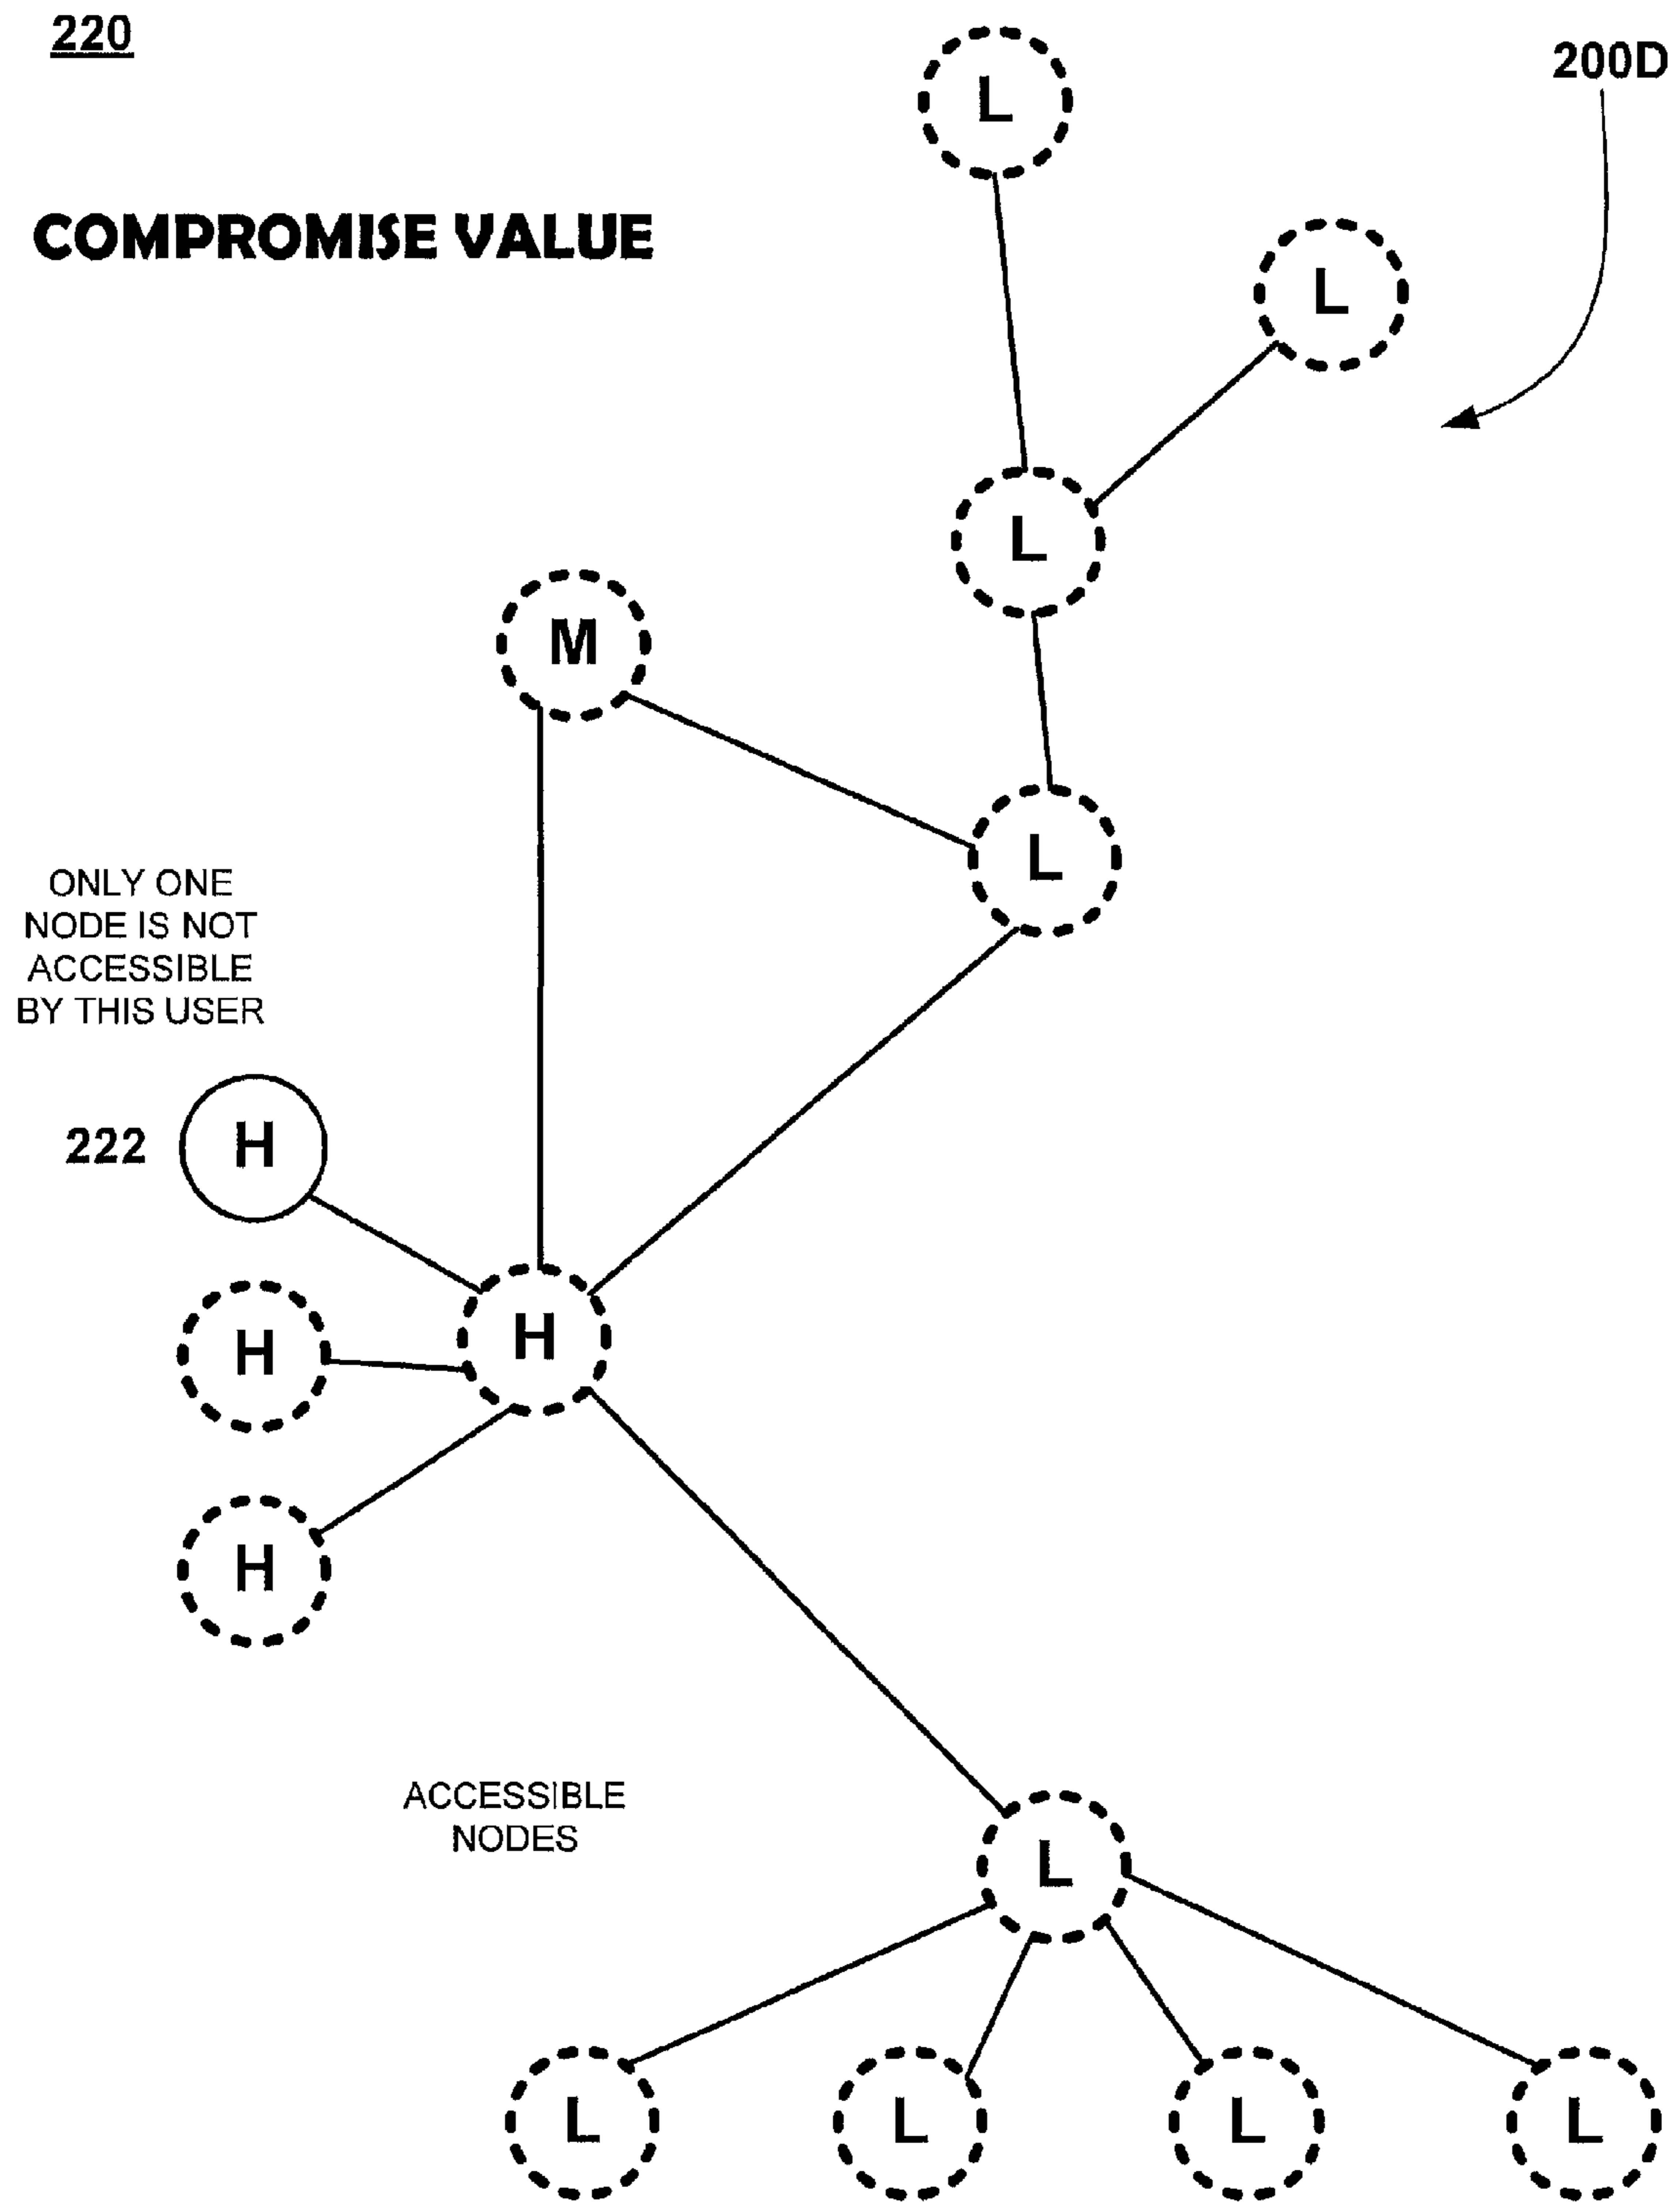 220
200D
L
COMPROMISE VALUE
L
L
M
L
ONLY ONE
NODE IS NOT
ACCESSIBLE
BY THIS USER
222
H
H
H
H
ACCESSIBLE
NODES
L
L
L
L
L